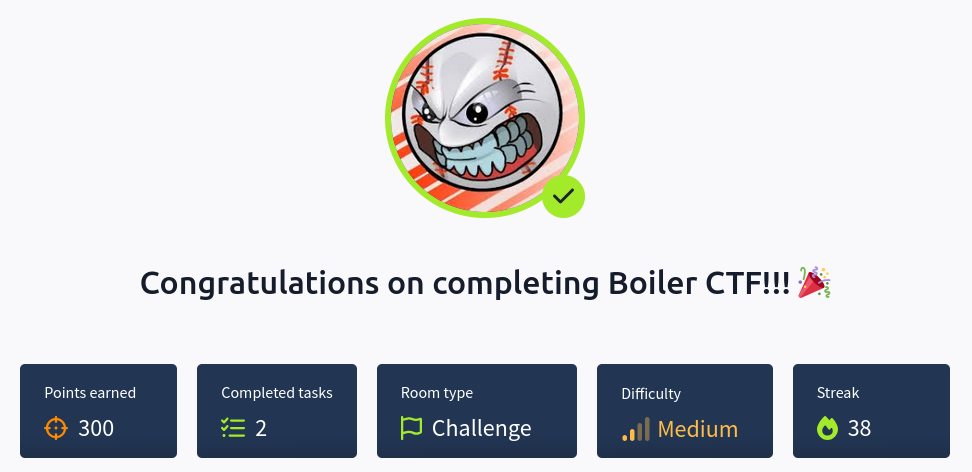 Congratulations on completing Boiler CTF!!! 🎉
Points earned
300
Completed tasks
2
Room type
Challenge
Difficulty
Medium
Streak
38